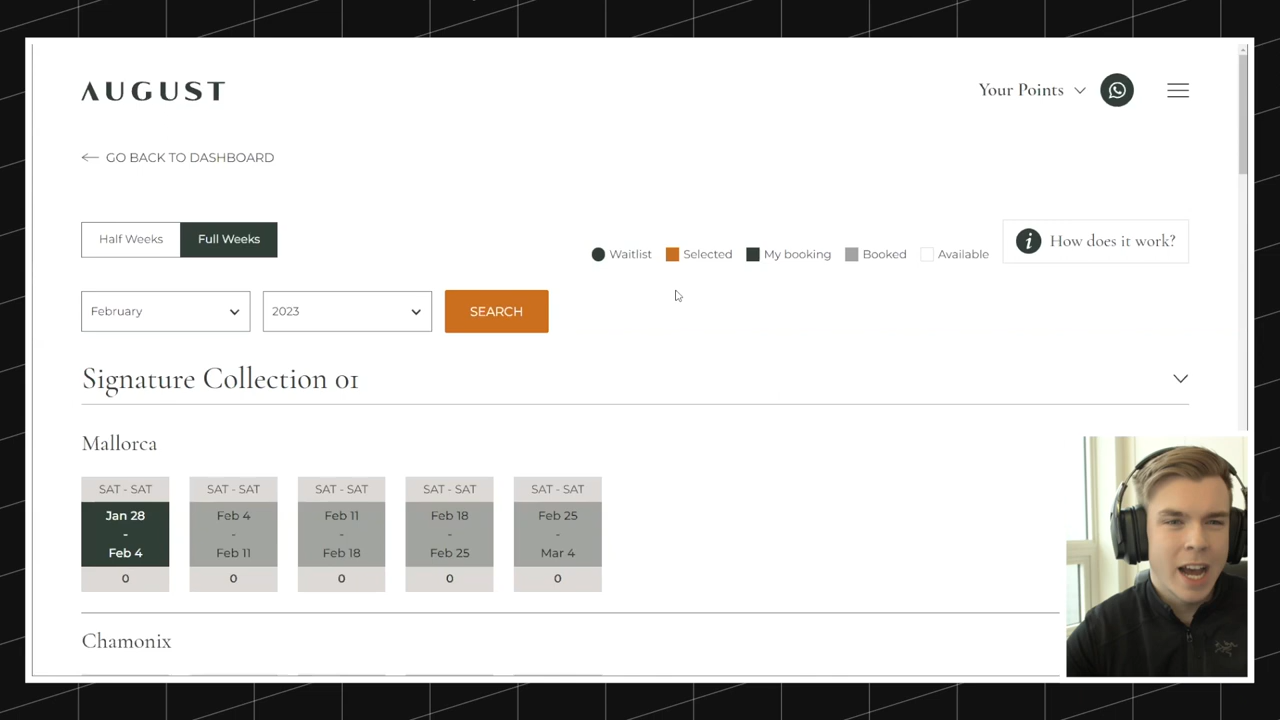 AUGUST
Your Points
GO BACK TO DASHBOARD
Half Weeks
Full Weeks
Waitlist
Selected
My booking
Booked
Available
i
How does it work?
February
2023
SEARCH
Signature Collection 01
Mallorca
SAT - SAT
Jan 28
-
Feb 4
0
SAT - SAT
Feb 4
-
Feb 11
0
SAT - SAT
Feb 11
-
Feb 18
0
SAT - SAT
Feb 18
-
Feb 25
0
SAT - SAT
Feb 25
-
Mar 4
0
Chamonix